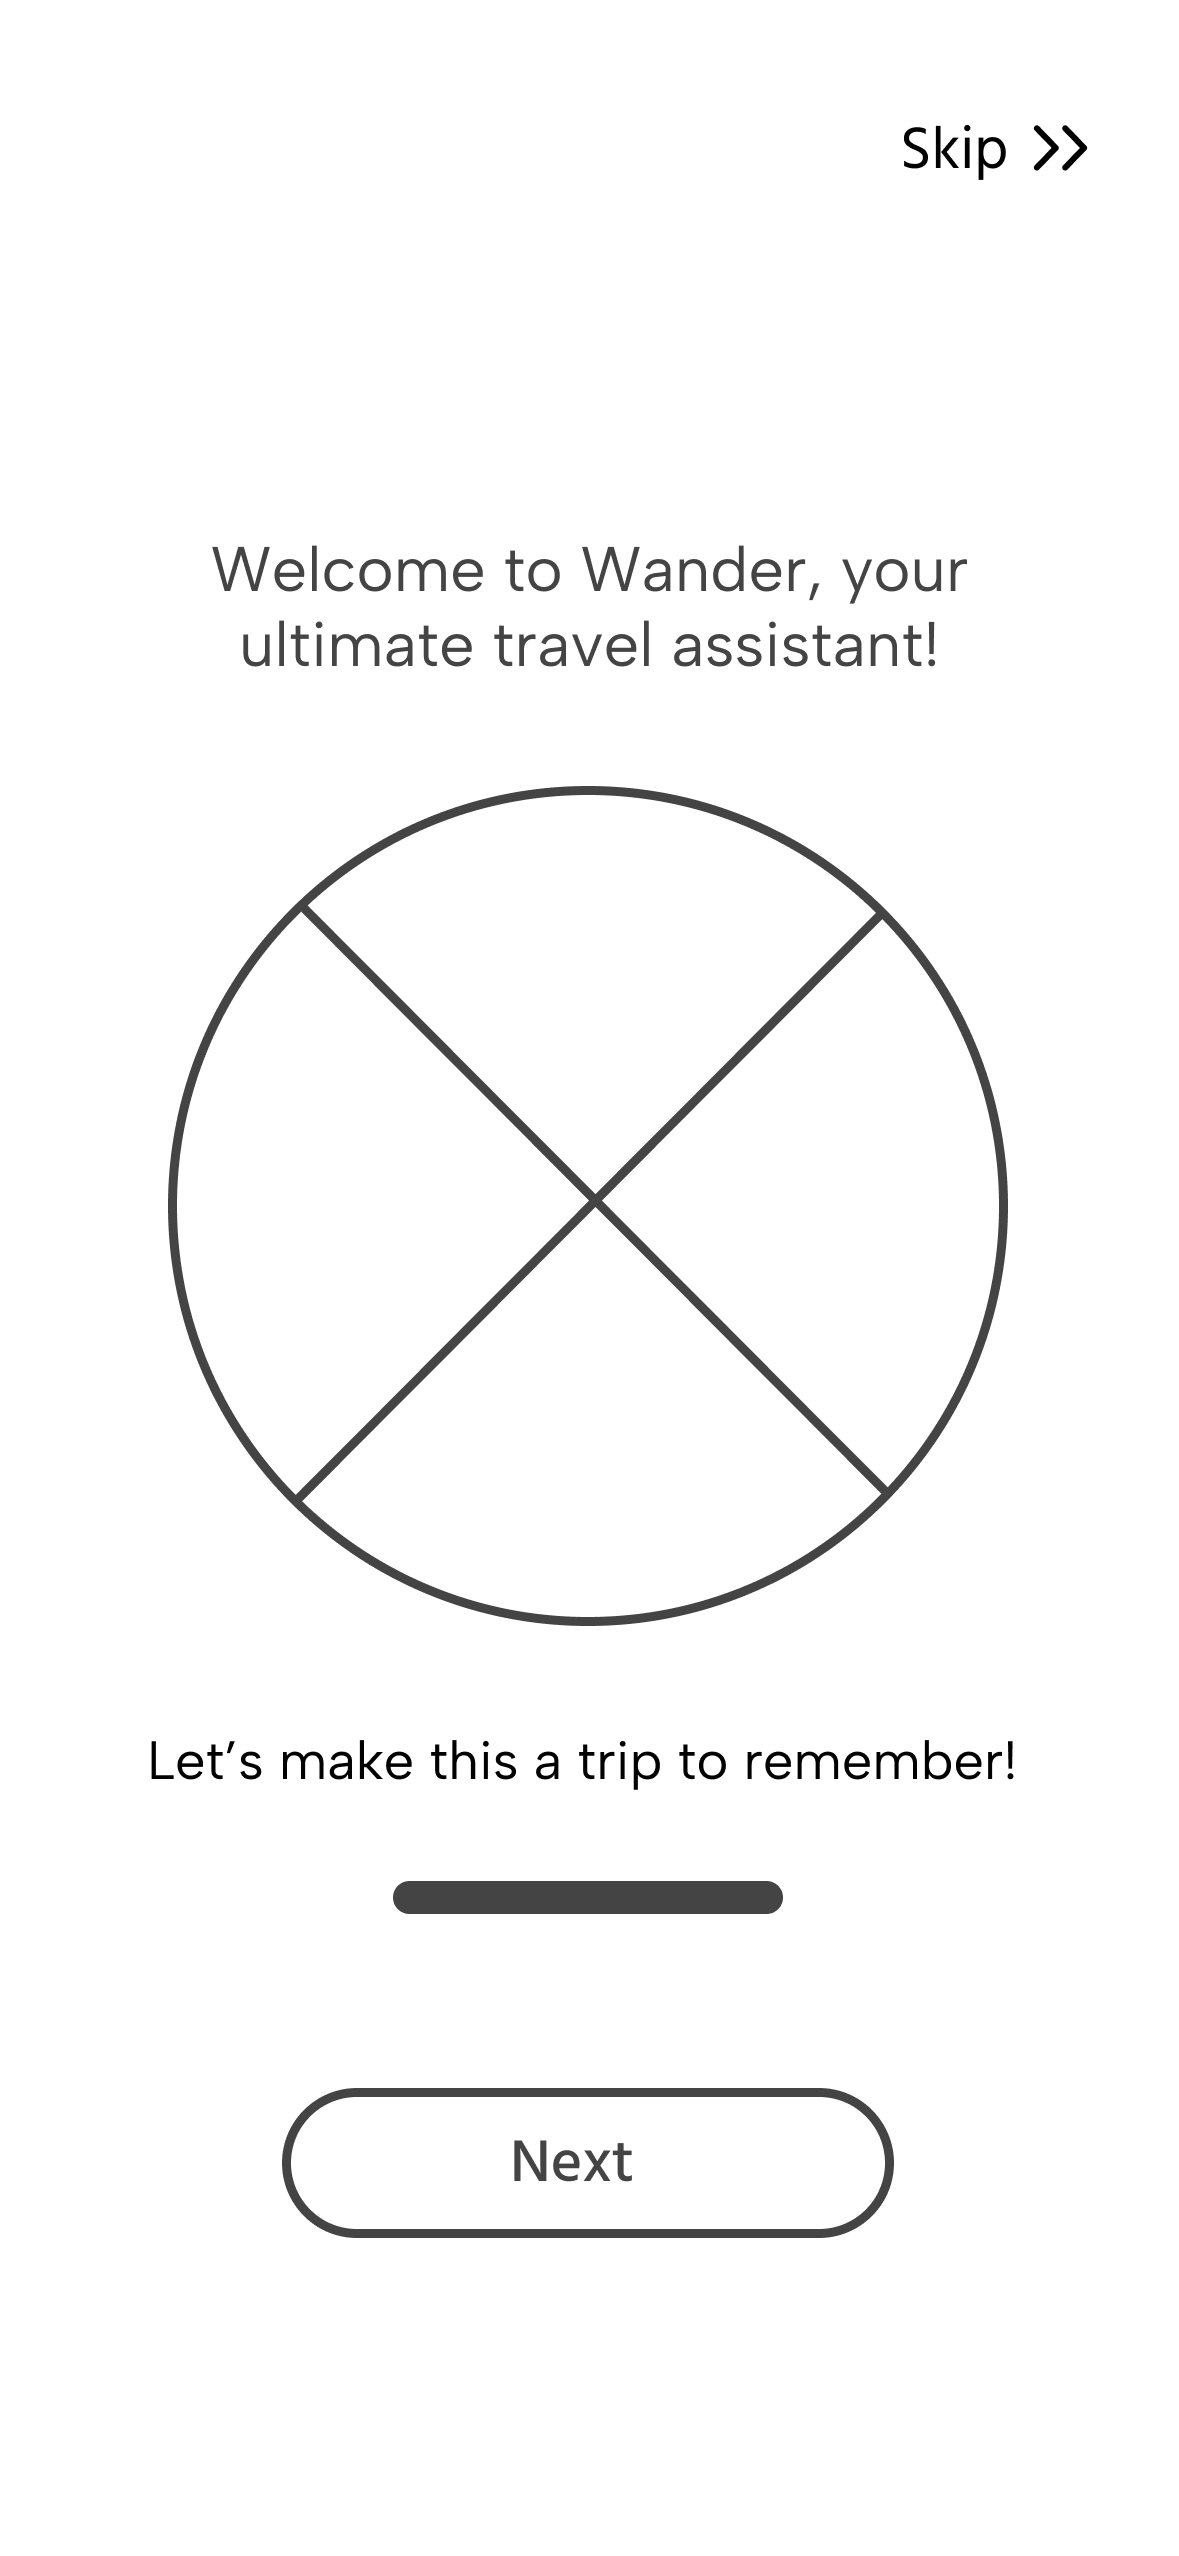 Skip
Welcome to Wander, your
ultimate travel assistant!
Let’s make this a trip to remember!
Next